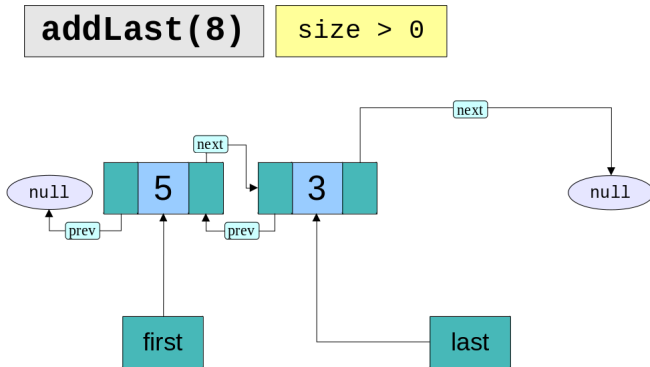 addLast(8)
size > 0
next
next
null
5
3
null
prev
prev
first
last